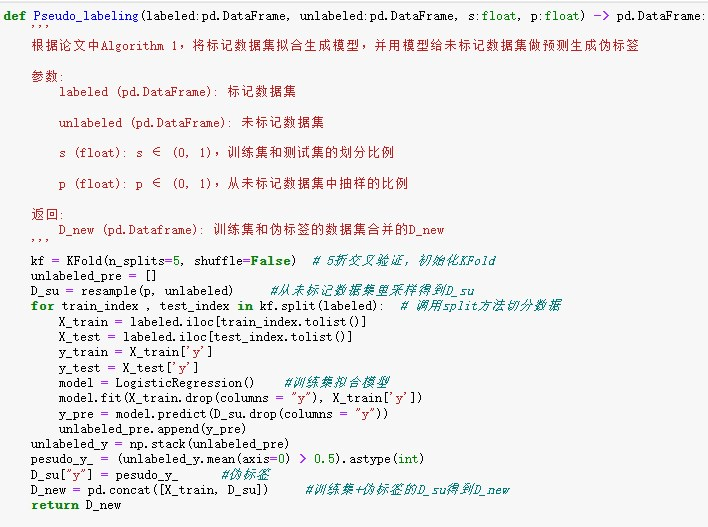 def Pseudo_labeling(labeled:pd.DataFrame, unlabeled:pd.DataFrame, s:float, p:float) -> pd.DataFrame:
    '''
    根据论文中Algorithm 1，将标记数据集拟合生成模型，并用模型给未标记数据集做预测生成伪标签
    参数:
        labeled (pd.DataFrame): 标记数据集
        unlabeled (pd.DataFrame): 未标记数据集
        s (float): s ∈ (0, 1)，训练集和测试集的划分比例
        p (float): p ∈ (0, 1)，从未标记数据集中抽样的比例
    返回:
        D_new (pd.Dataframe): 训练集和伪标签的数据集合并的D_new
    '''
    kf = KFold(n_splits=5, shuffle=False)  # 5折交叉验证，初始化KFold
    unlabeled_pre = []
    D_su = resample(p, unlabeled)     #从未标记数据集里采样得到D_su
    for train_index , test_index in kf.split(labeled):  # 调用split方法切分数据
        X_train = labeled.iloc[train_index.tolist()]
        X_test = labeled.iloc[test_index.tolist()]
        y_train = X_train['y']
        y_test = X_test['y']
        model = LogisticRegression()    #训练集拟合模型
        model.fit(X_train.drop(columns = "y"), X_train['y'])
        y_pre = model.predict(D_su.drop(columns = "y"))
        unlabeled_pre.append(y_pre)
    unlabeled_y = np.stack(unlabeled_pre)
    pesudo_y_ = (unlabeled_y.mean(axis=0) > 0.5).astype(int)
    D_su["y"] = pesudo_y_     #伪标签
    D_new = pd.concat([X_train, D_su])     #训练集+伪标签的D_su得到D_new
    return D_new